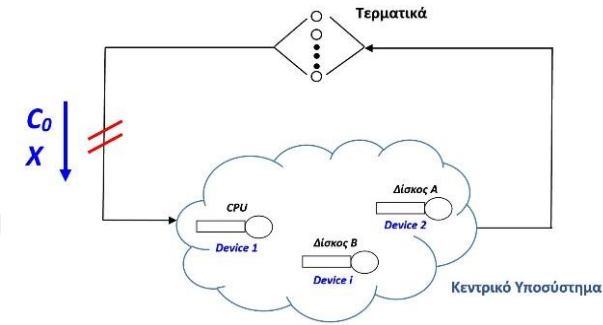 Τερματικά
C0
X
CPU
Device 1
Δίσκος Α
Device 2
Δίσκος Β
Device i
Κεντρικό Υποσύστημα